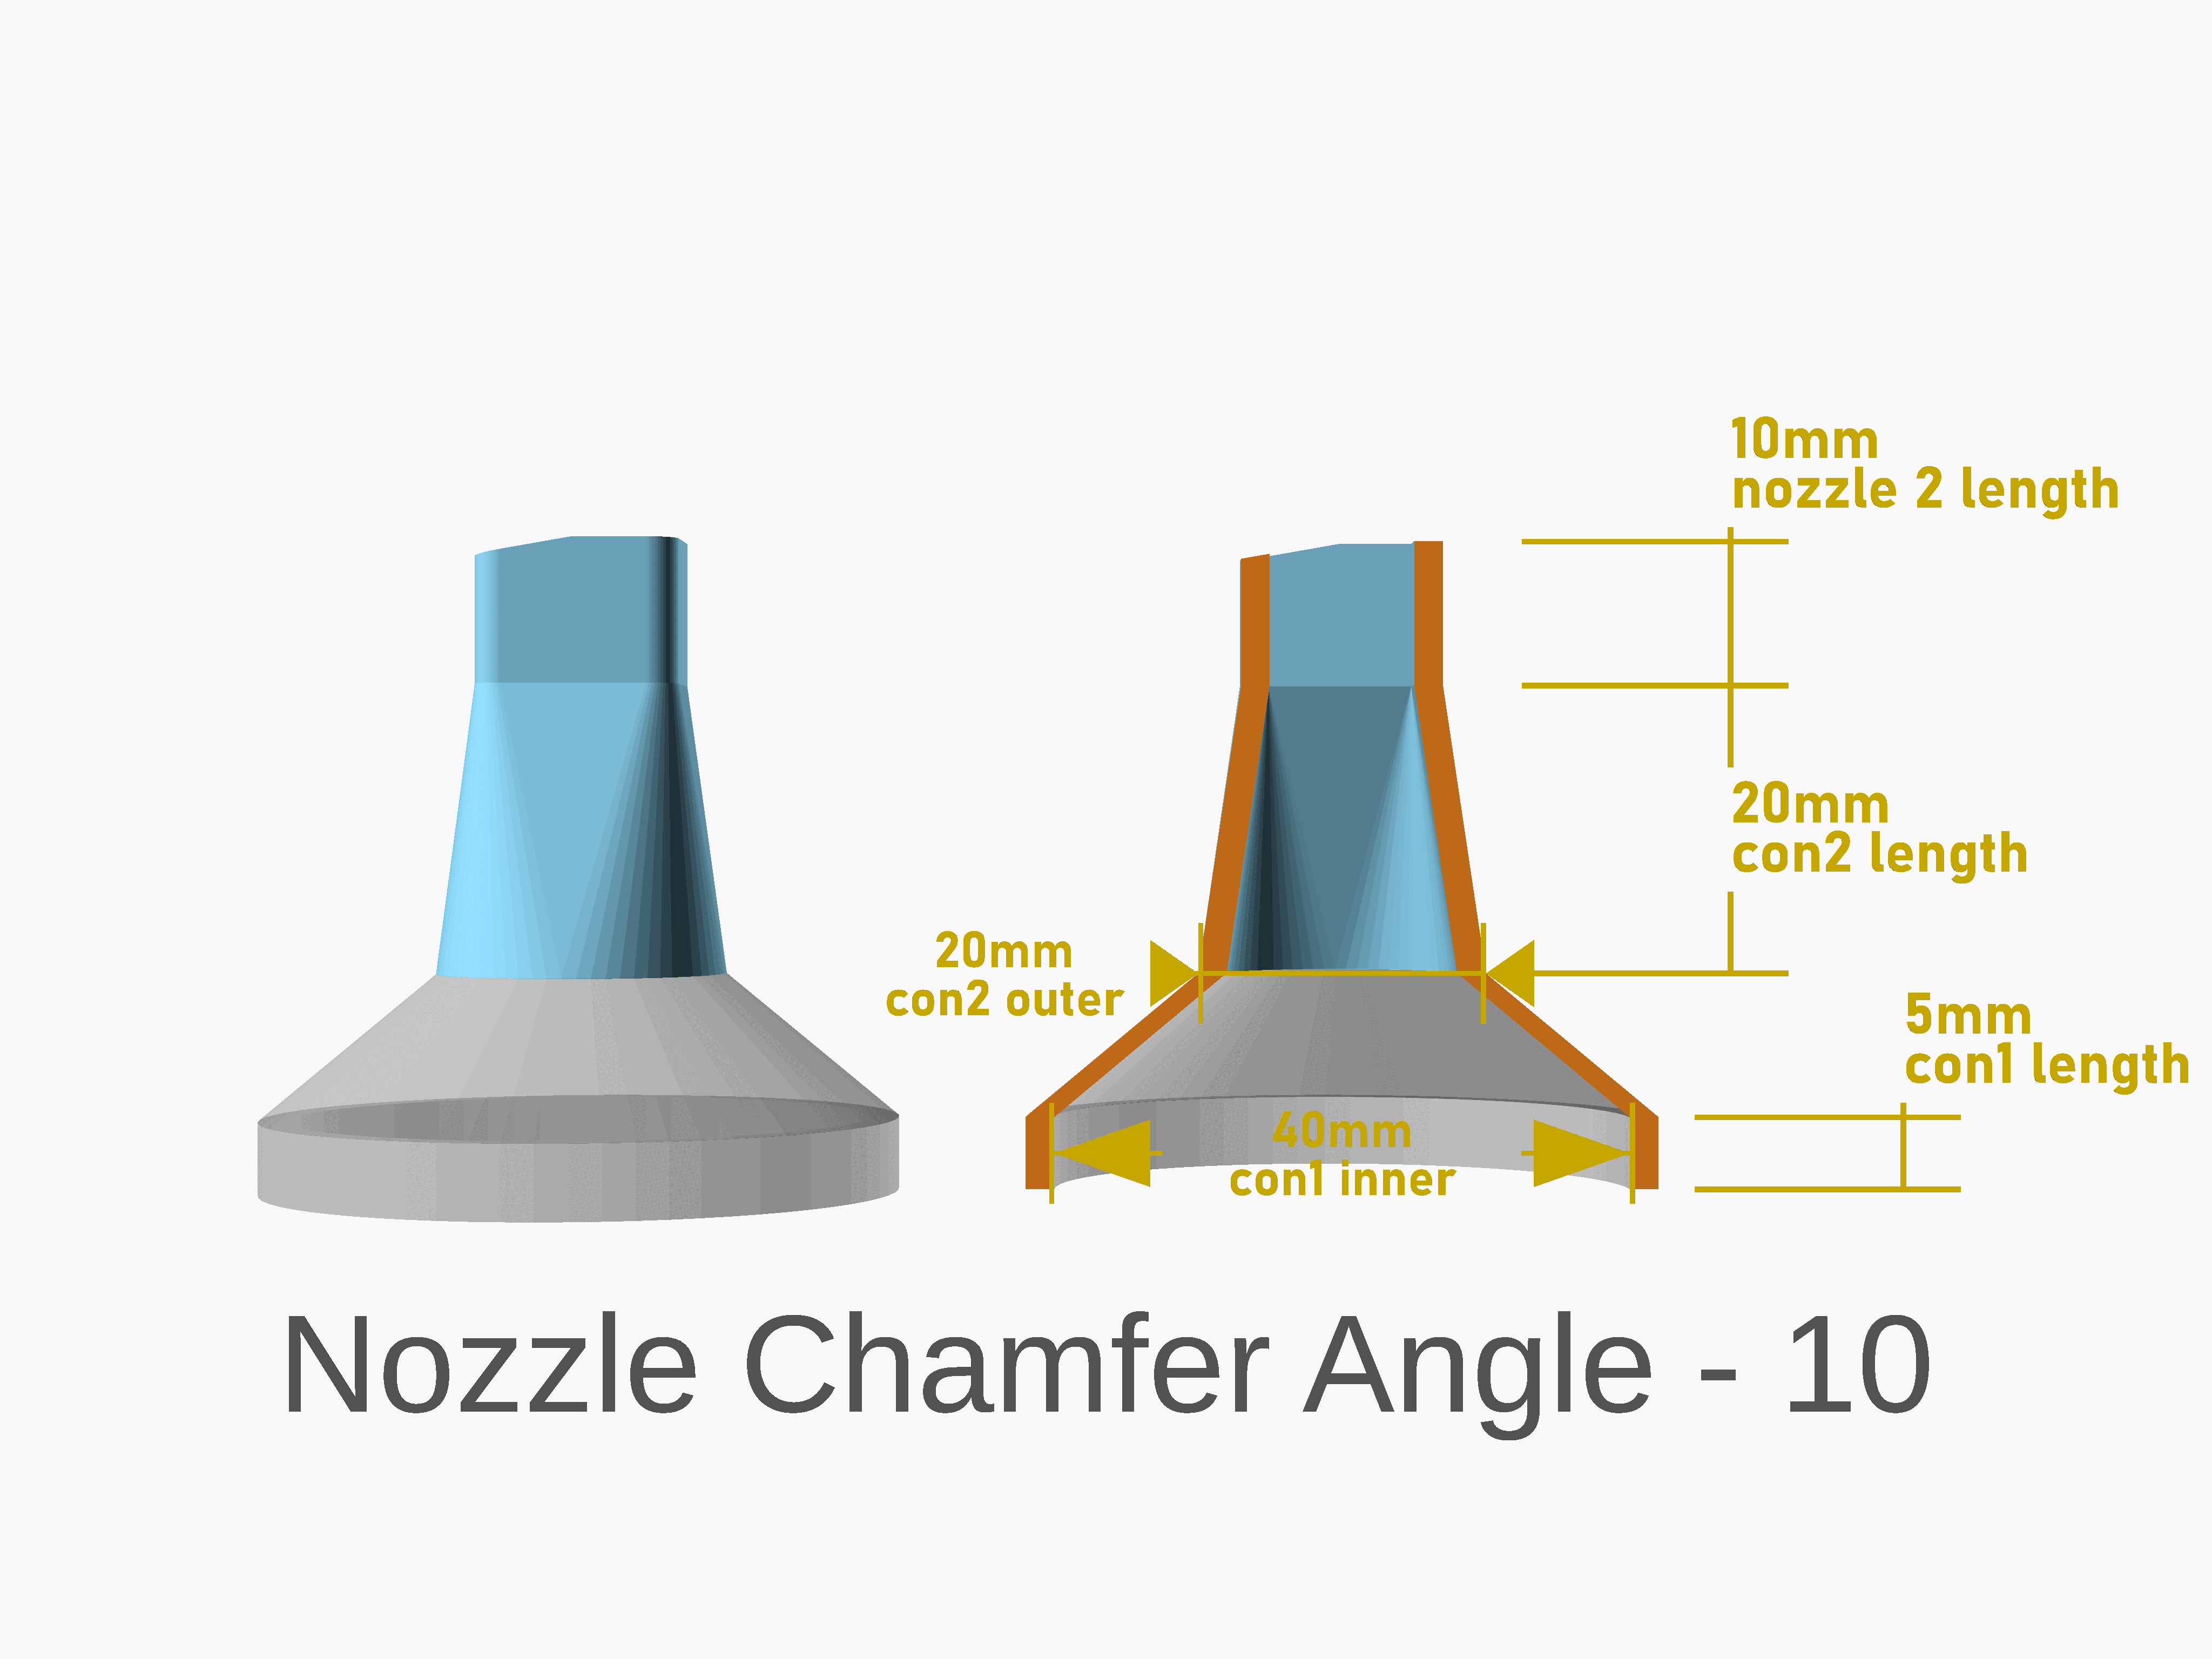 10mm
nozzle 2 length
20mm
con2 length
20mm
con2 outer
5mm
con1 length
40mm
con1 inner
Nozzle Chamfer Angle - 10